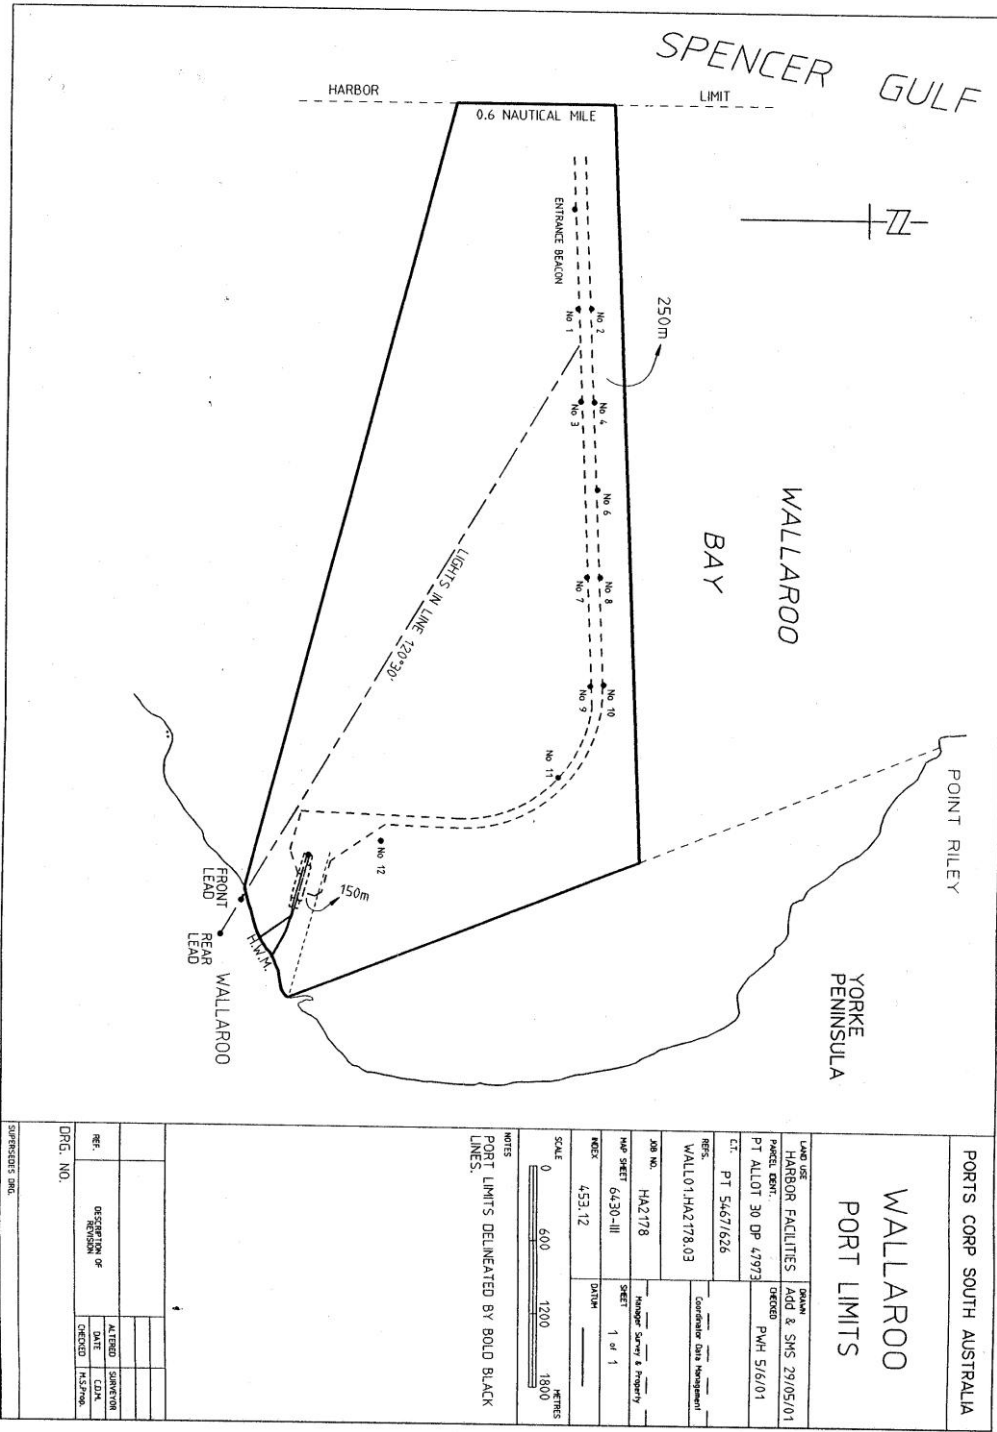 SPENCER GULF
HARBOR LIMIT
0.6 NAUTICAL MILE
N
ENTRANCE BEACON
No 2
No 1
250m
No 4
No 3
No 6
No 8
No 7
No 10
No 9
No 11
No 12
WALLAROO
BAY
LIGHTS IN LINE 120°30'
POINT RILEY
150m
FRONT
LEAD
REAR
LEAD
H.W.M.
WALLAROO
YORKE
PENINSULA
PORTS CORP SOUTH AUSTRALIA
WALLAROO
PORT LIMITS
LAND USE
HARBOR FACILITIES
DRAWN
Add & SMS 29/05/01
PARCEL IDENT.
PT ALLOT 30 DP 47973
CHECKED
PWH 5/6/01
C.T.
PT 5467/626
REFS.
WALL01.HA2178.03
Coordinator Data Management
JOB NO.
HA2178
Manager Survey & Property
MAP SHEET
6430-III
SHEET
1 of 1
INDEX
453.12
DATUM
SCALE
0 600 1200 1800 METRES
NOTES
PORT LIMITS DELINEATED BY BOLD BLACK
LINES.
REF.
DESCRIPTION OF
REVISION
ALTERED SURVEYOR
DATE C.D.M.
CHECKED M.S.Prop.
DRG. NO.
SUPERSEDES DRG.